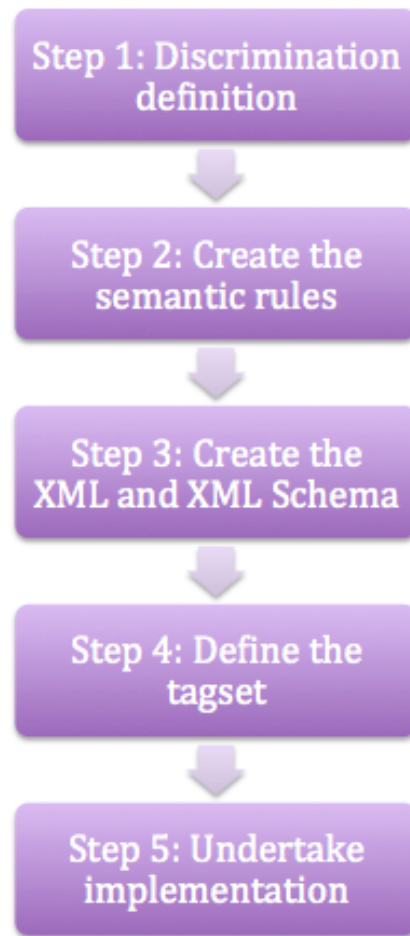 Step 1: Discrimination
definition
Step 2: Create the
semantic rules
Step 3: Create the
XML and XML Schema
Step 4: Define the
tagset
Step 5: Undertake
implementation